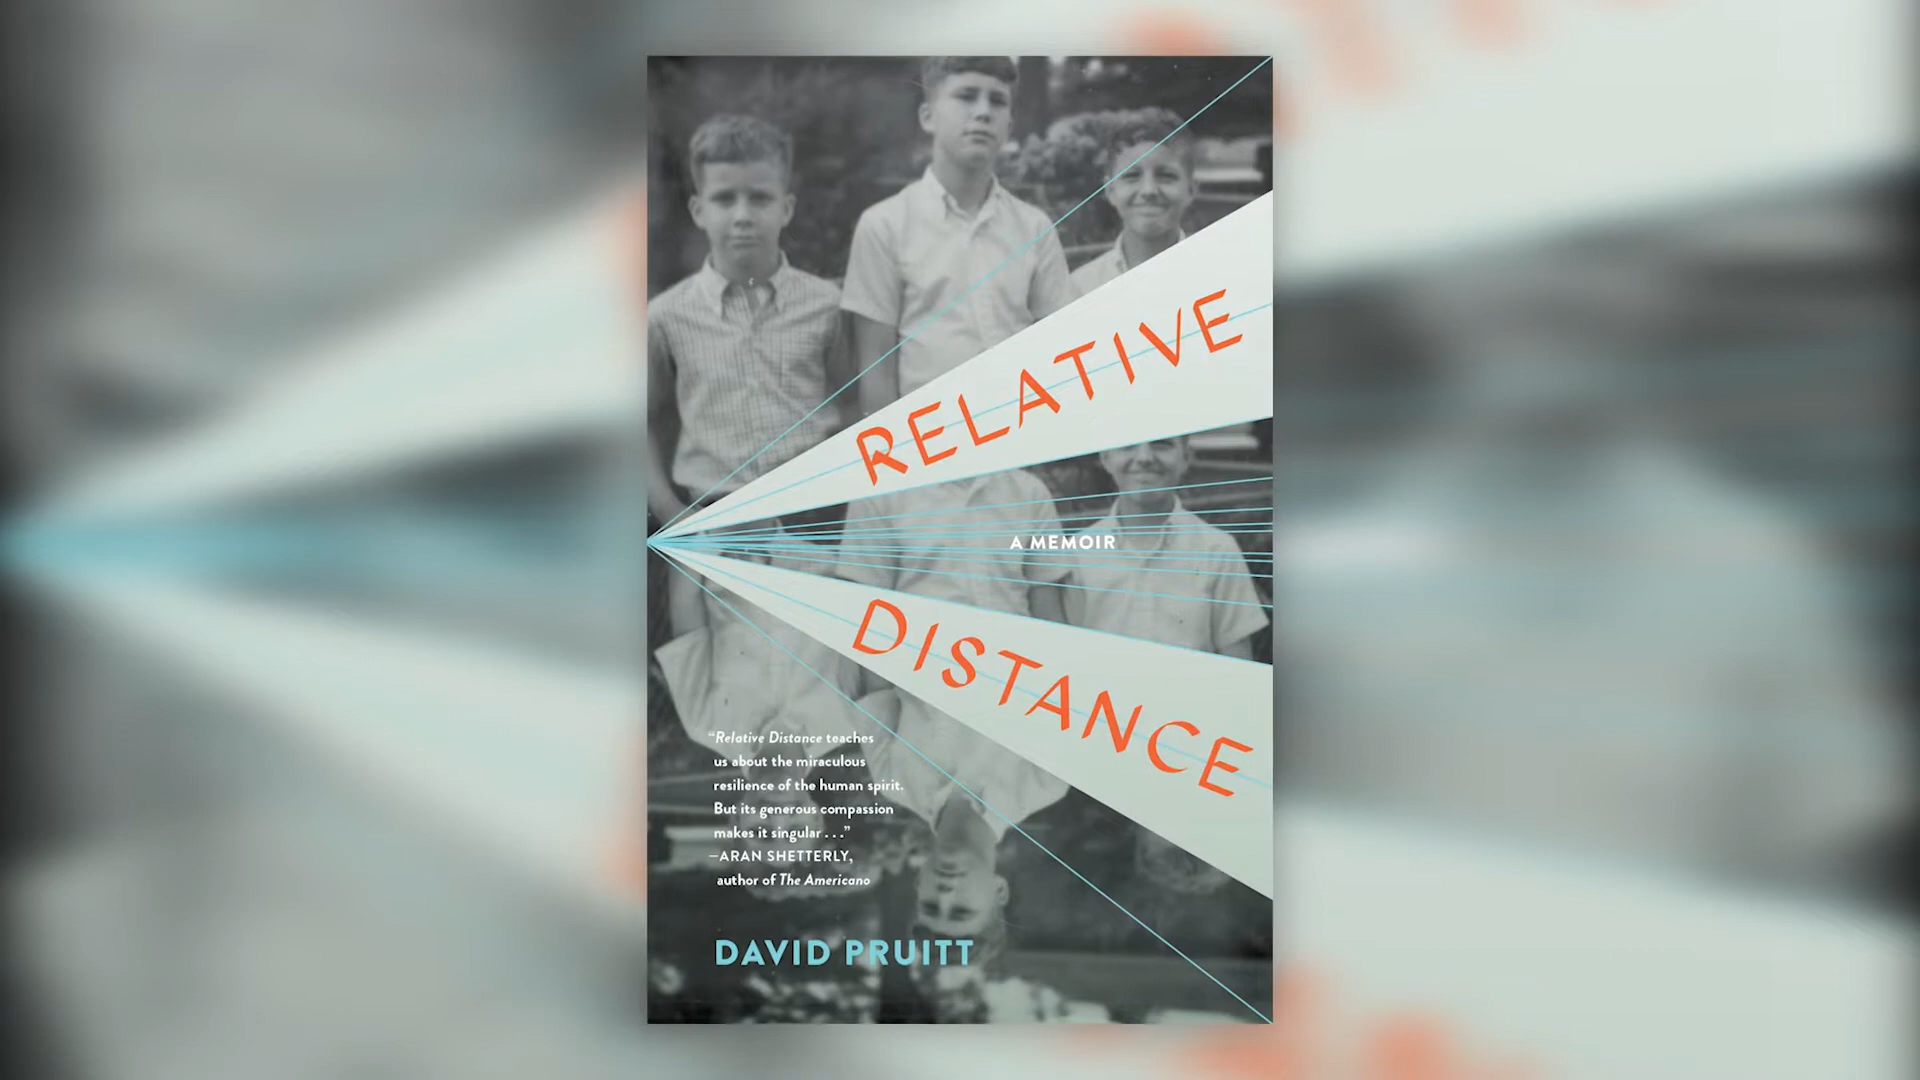 RELATIVE
A MEMOIR
DISTANCE
“Relative Distance teaches
us about the miraculous
resilience of the human spirit.
But its generous compassion
makes it singular . . .”
—ARAN SHETTERLY,
author of The Americano
DAVID PRUITT